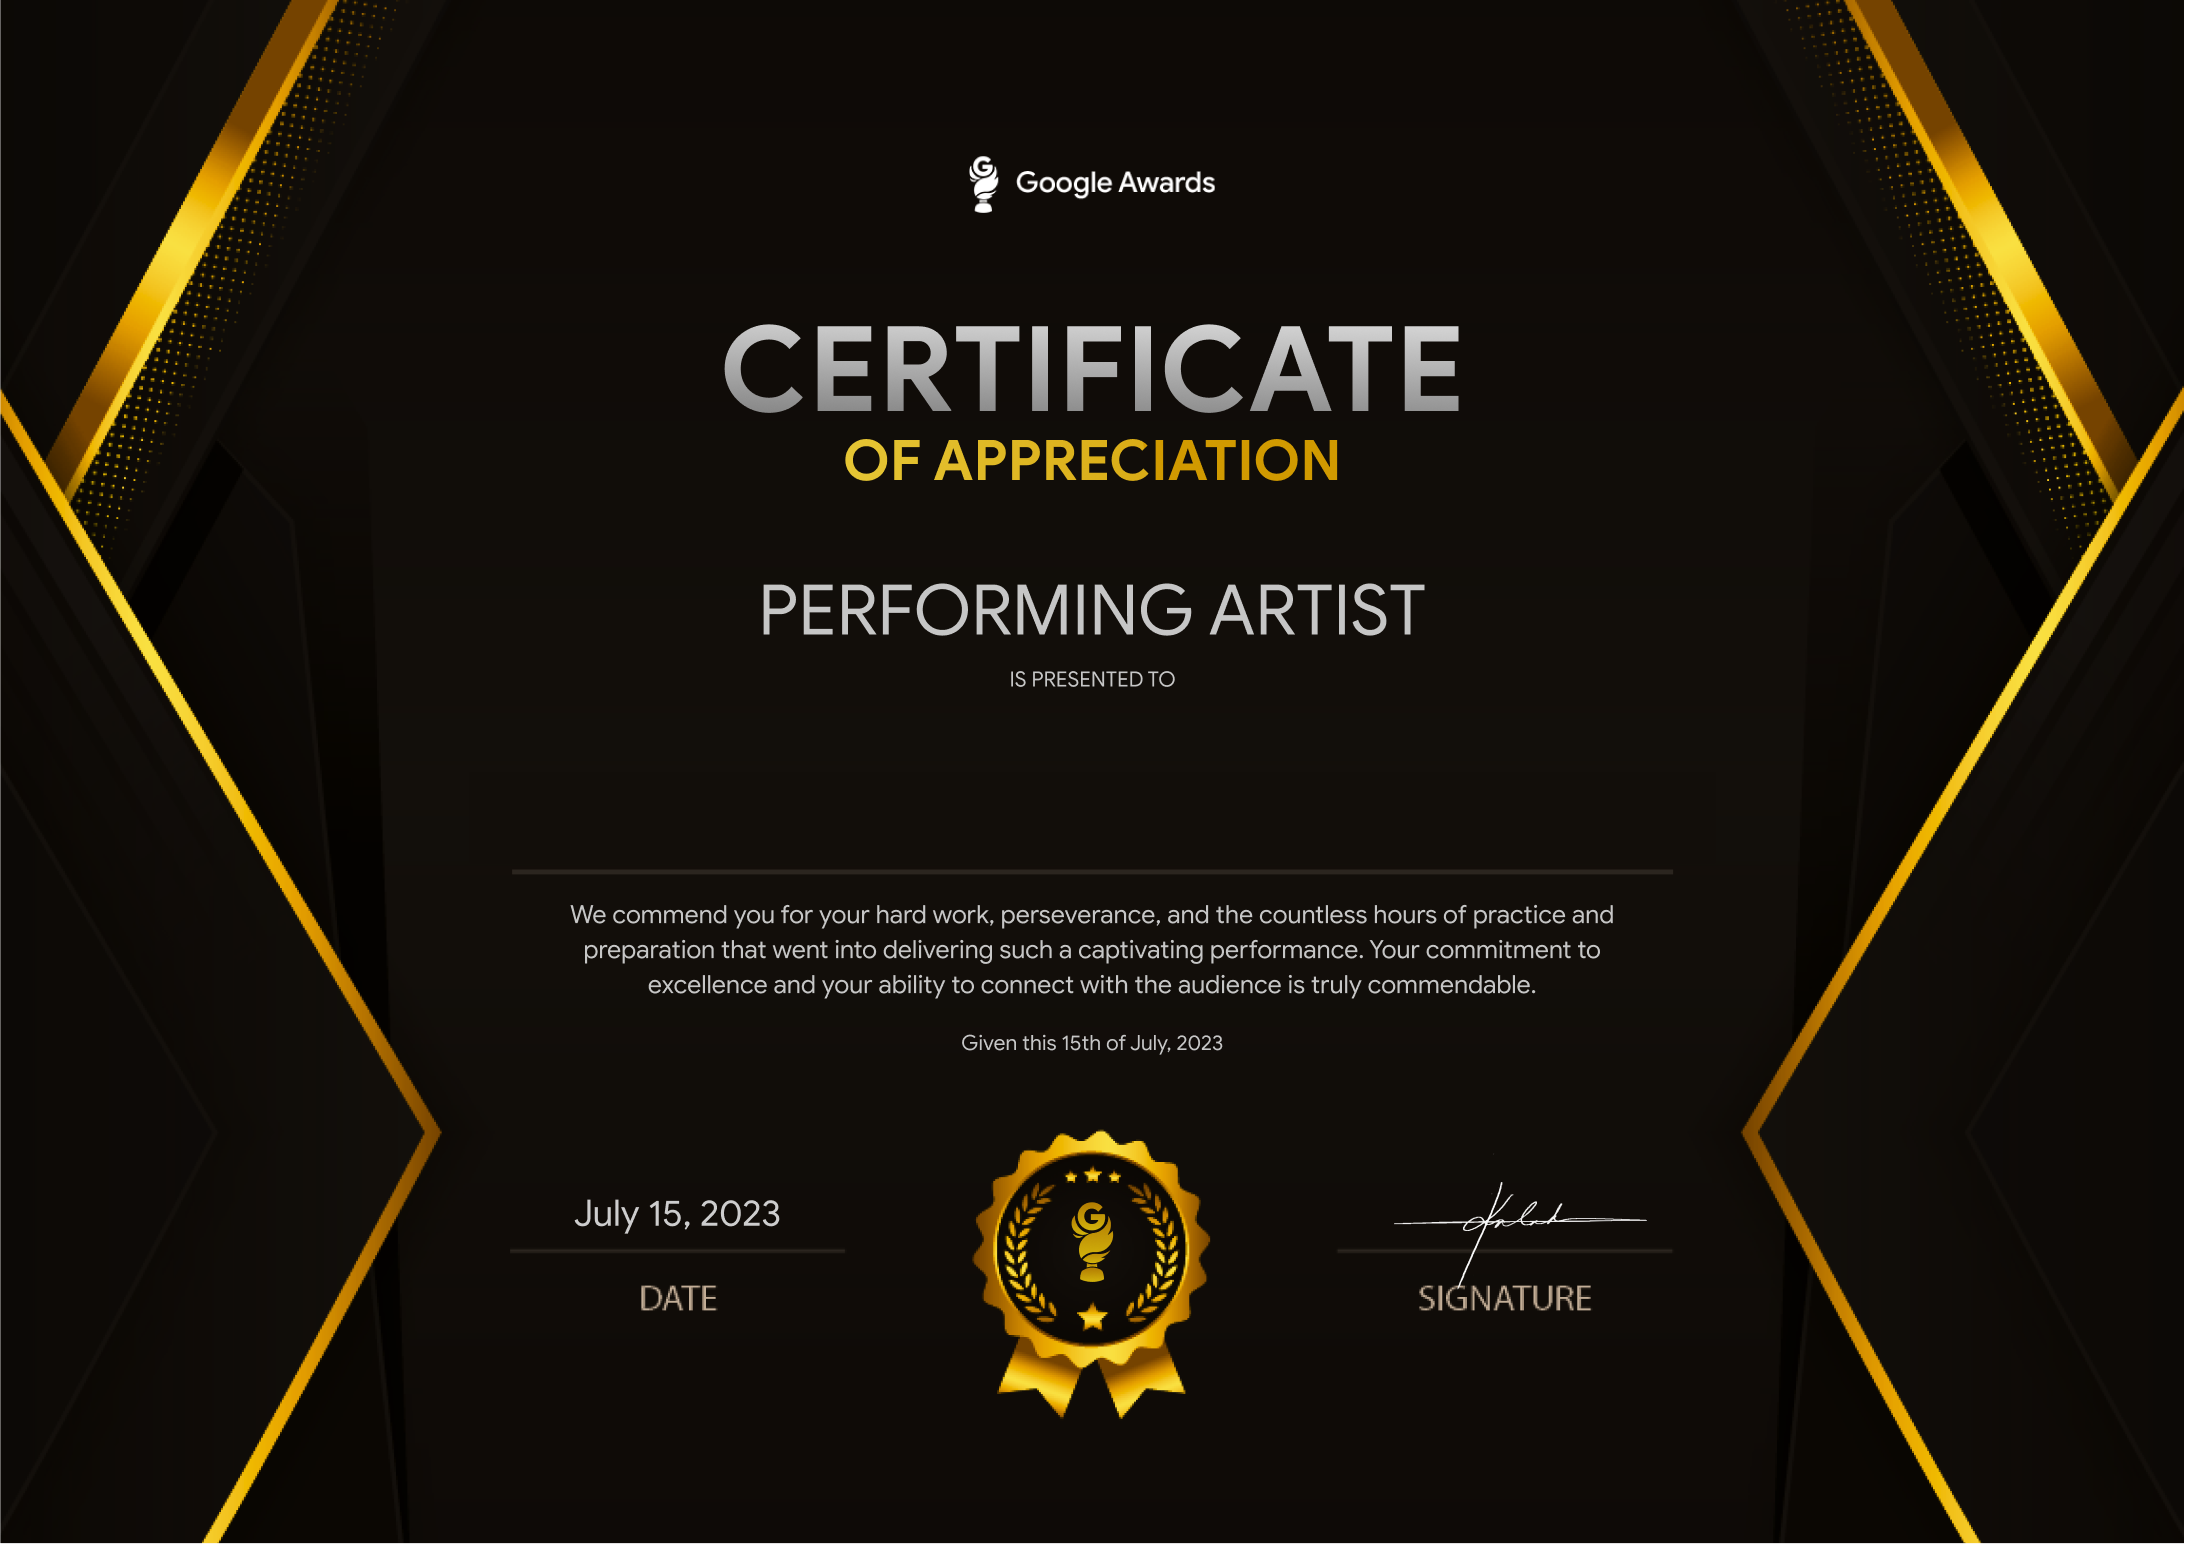 Google Awards
CERTIFICATE
OF APPRECIATION
PERFORMING ARTIST
IS PRESENTED TO
We commend you for your hard work, perseverance, and the countless hours of practice and
preparation that went into delivering such a captivating performance. Your commitment to
excellence and your ability to connect with the audience is truly commendable.
Given this 15th of July, 2023
July 15, 2023
DATE
G
SIGNATURE